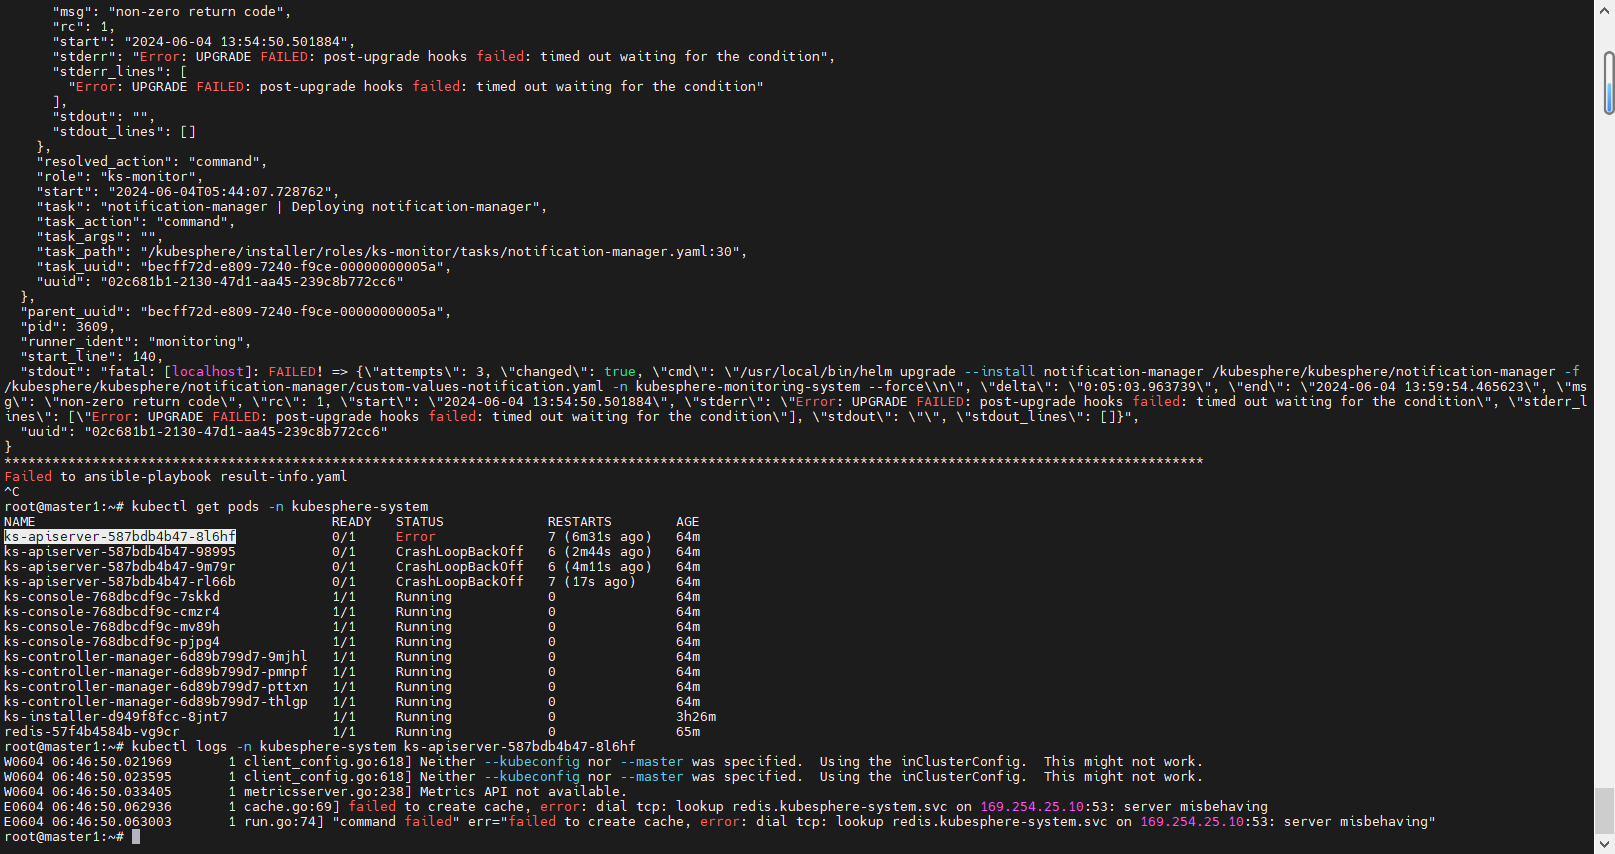 "msg": "non-zero return code",
"rc": 1,
"start": "2024-06-04 13:54:50.501884",
"stderr": "Error: UPGRADE FAILED: post-upgrade hooks failed: timed out waiting for the condition",
"stderr_lines": [
"Error: UPGRADE FAILED: post-upgrade hooks failed: timed out waiting for the condition"
],
"stdout": "",
"stdout_lines": []
},
"resolved_action": "command",
"role": "ks-monitor",
"start": "2024-06-04T05:44:07.728762",
"task": "notification-manager | Deploying notification-manager",
"task_action": "command",
"task_args": "",
"task_path": "/kubesphere/installer/roles/ks-monitor/tasks/notification-manager.yaml:30",
"task_uuid": "becff72d-e809-7240-f9ce-00000000005a",
"uuid": "02c681b1-2130-47d1-aa45-239c8b772cc6"
},
"parent_uuid": "becff72d-e809-7240-f9ce-00000000005a",
"pid": 3609,
"runner_ident": "monitoring",
"start_line": 140,
"stdout": "fatal: [localhost]: FAILED! => {\"attempts\": 3, \"changed\": true, \"cmd\": \"/usr/local/bin/helm upgrade --install notification-manager /kubesphere/kubesphere/notification-manager -f
/kubesphere/kubesphere/notification-manager/custom-values-notification.yaml -n kubesphere-monitoring-system --force\\n\", \"delta\": \"0:05:03.963739\", \"end\": \"2024-06-04 13:59:54.465623\", \"ms
g\": \"non-zero return code\", \"rc\": 1, \"start\": \"2024-06-04 13:54:50.501884\", \"stderr\": \"Error: UPGRADE FAILED: post-upgrade hooks failed: timed out waiting for the condition\", \"stderr_l
ines\": [\"Error: UPGRADE FAILED: post-upgrade hooks failed: timed out waiting for the condition\"], \"stdout\": \"\", \"stdout_lines\": []}",
"uuid": "02c681b1-2130-47d1-aa45-239c8b772cc6"
}
******************************************************************************************************************************************************
Failed to ansible-playbook result-info.yaml
^C
root@master1:~# kubectl get pods -n kubesphere-system
NAME READY STATUS RESTARTS AGE
ks-apiserver-587bdb4b47-8l6hf 0/1 Error 7 (6m31s ago) 64m
ks-apiserver-587bdb4b47-98995 0/1 CrashLoopBackOff 6 (2m44s ago) 64m
ks-apiserver-587bdb4b47-9m79r 0/1 CrashLoopBackOff 6 (4m11s ago) 64m
ks-apiserver-587bdb4b47-rl66b 0/1 CrashLoopBackOff 7 (17s ago) 64m
ks-console-768dbcdf9c-7skkd 1/1 Running 0 64m
ks-console-768dbcdf9c-cmzr4 1/1 Running 0 64m
ks-console-768dbcdf9c-mv89h 1/1 Running 0 64m
ks-console-768dbcdf9c-pjpg4 1/1 Running 0 64m
ks-controller-manager-6d89b799d7-9mjhl 1/1 Running 0 64m
ks-controller-manager-6d89b799d7-pmnpf 1/1 Running 0 64m
ks-controller-manager-6d89b799d7-pttxn 1/1 Running 0 64m
ks-controller-manager-6d89b799d7-thlgp 1/1 Running 0 64m
ks-installer-d949f8fcc-8jnt7 1/1 Running 0 3h26m
redis-57f4b4584b-vg9cr 1/1 Running 0 65m
root@master1:~# kubectl logs -n kubesphere-system ks-apiserver-587bdb4b47-8l6hf
W0604 06:46:50.021969 1 client_config.go:618] Neither --kubeconfig nor --master was specified. Using the inClusterConfig. This might not work.
W0604 06:46:50.023595 1 client_config.go:618] Neither --kubeconfig nor --master was specified. Using the inClusterConfig. This might not work.
W0604 06:46:50.033405 1 metricsserver.go:238] Metrics API not available.
E0604 06:46:50.062936 1 cache.go:69] failed to create cache, error: dial tcp: lookup redis.kubesphere-system.svc on 169.254.25.10:53: server misbehaving
E0604 06:46:50.063003 1 run.go:74] "command failed" err="failed to create cache, error: dial tcp: lookup redis.kubesphere-system.svc on 169.254.25.10:53: server misbehaving"
root@master1:~#